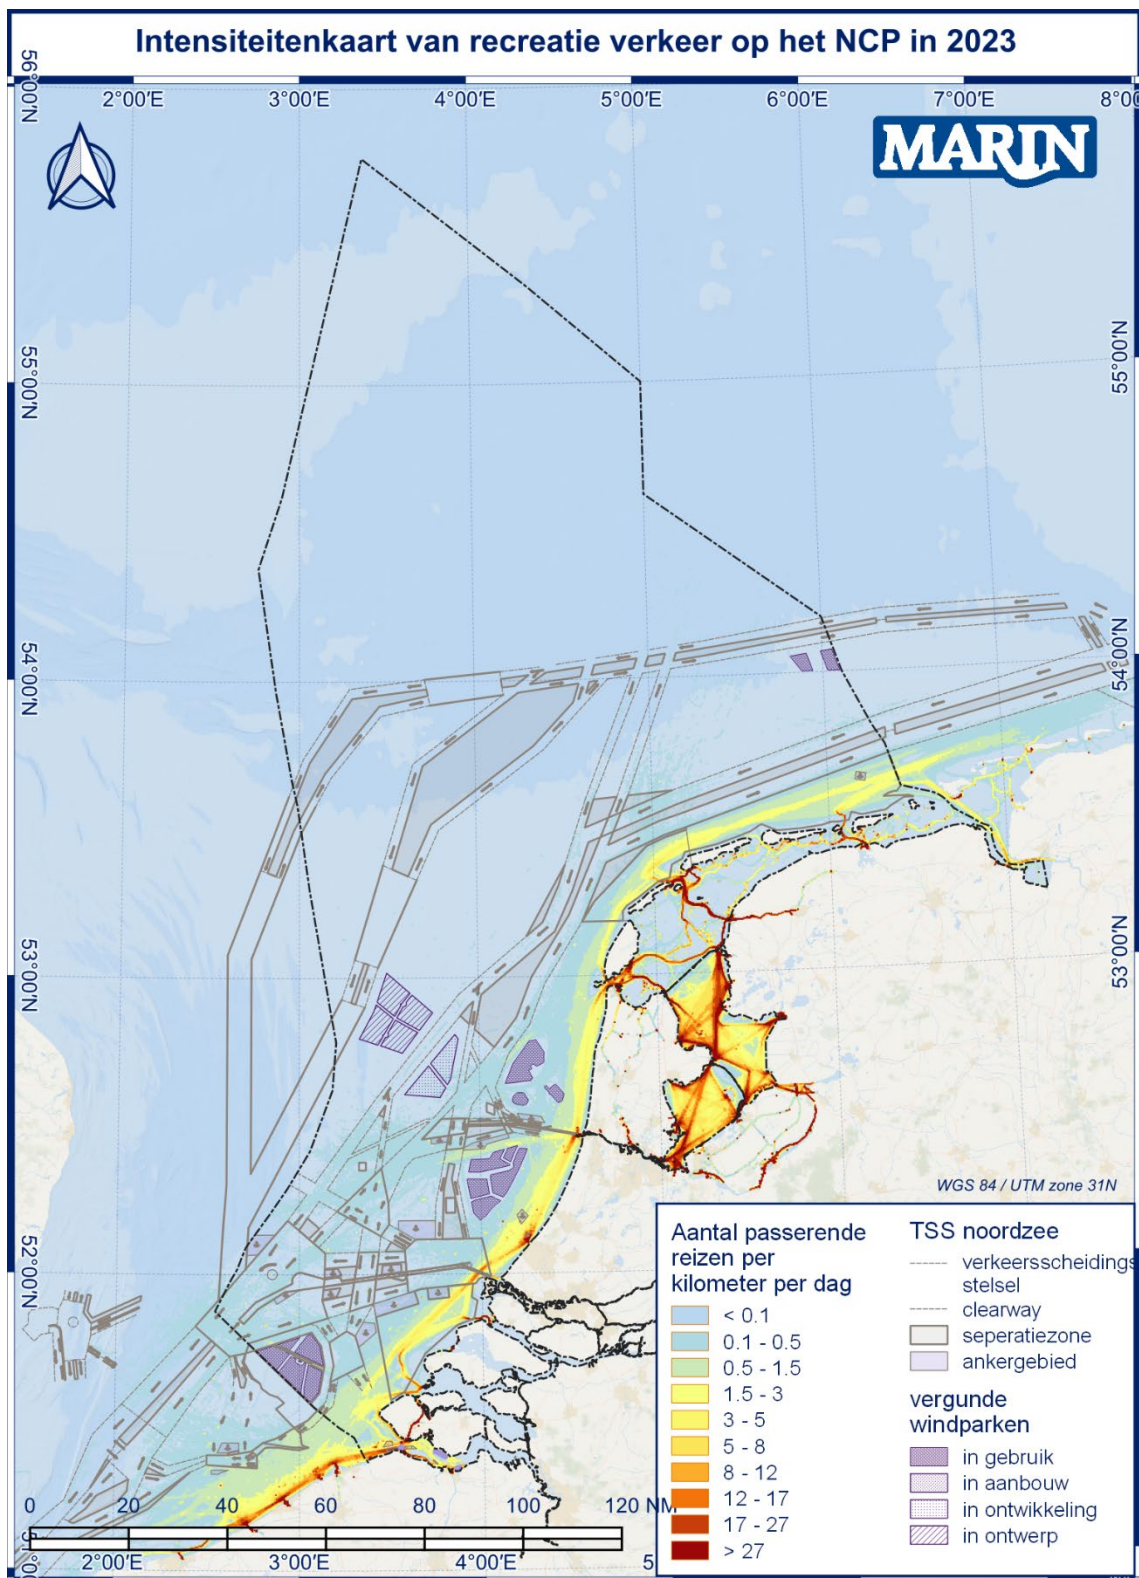 Intensiteitenkaart van recreatie verkeer op het NCP in 2023
56°00'N
2°00'E
3°00'E
4°00'E
5°00'E
6°00'E
7°00'E
8°0
MARIN
55°00'N
55°00'N
54°00'N
54°00'N
53°00'N
53°00'N
52°00'N
WGS 84 / UTM zone 31N
Aantal passerende
reizen per
kilometer per dag
< 0.1
0.1 - 0.5
0.5 - 1.5
1.5 - 3
3 - 5
5 - 8
8 - 12
12 - 17
17 - 27
> 27
TSS noordzee
verkeersscheidings
stelsel
clearway
seperatiezone
ankergebied
vergunde
windparken
in gebruik
in aanbouw
in ontwikkeling
in ontwerp
0 20 40 60 80 100 120 NM
2°00'E
3°00'E
4°00'E
5